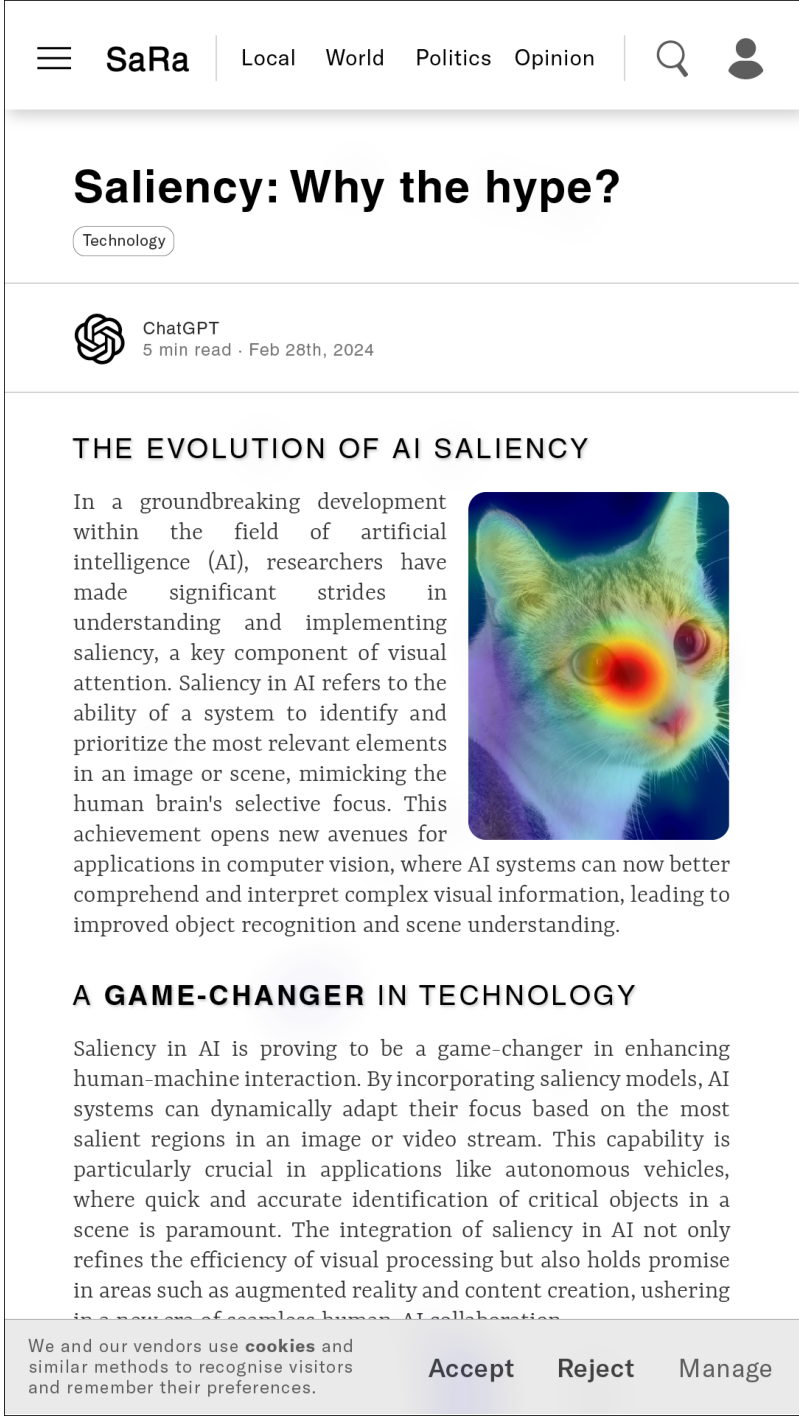 SaRa Local World Politics Opinion
Saliency: Why the hype?
Technology
ChatGPT
5 min read · Feb 28th, 2024
THE EVOLUTION OF AI SALIENCY
In a groundbreaking development
within the field of artificial
intelligence (AI), researchers have
made significant strides in
understanding and implementing
saliency, a key component of visual
attention. Saliency in AI refers to the
ability of a system to identify and
prioritize the most relevant elements
in an image or scene, mimicking the
human brain's selective focus. This
achievement opens new avenues for
applications in computer vision, where AI systems can now better
comprehend and interpret complex visual information, leading to
improved object recognition and scene understanding.
A GAME-CHANGER IN TECHNOLOGY
Saliency in AI is proving to be a game-changer in enhancing
human-machine interaction. By incorporating saliency models, AI
systems can dynamically adapt their focus based on the most
salient regions in an image or video stream. This capability is
particularly crucial in applications like autonomous vehicles,
where quick and accurate identification of critical objects in a
scene is paramount. The integration of saliency in AI not only
refines the efficiency of visual processing but also holds promise
in areas such as augmented reality and content creation, ushering
in a new era of seamless human-AI collaboration.
We and our vendors use cookies and
similar methods to recognise visitors
and remember their preferences.
Accept Reject Manage